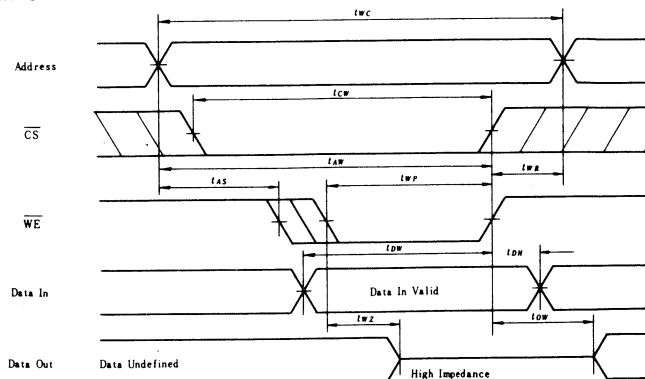 tWC
Address
tCW
CS
tAW
tWR
tAS
tWP
WE
tDW
tDH
Data In
Data In Valid
tWZ
tOW
Data Out
Data Undefined
High Impedance